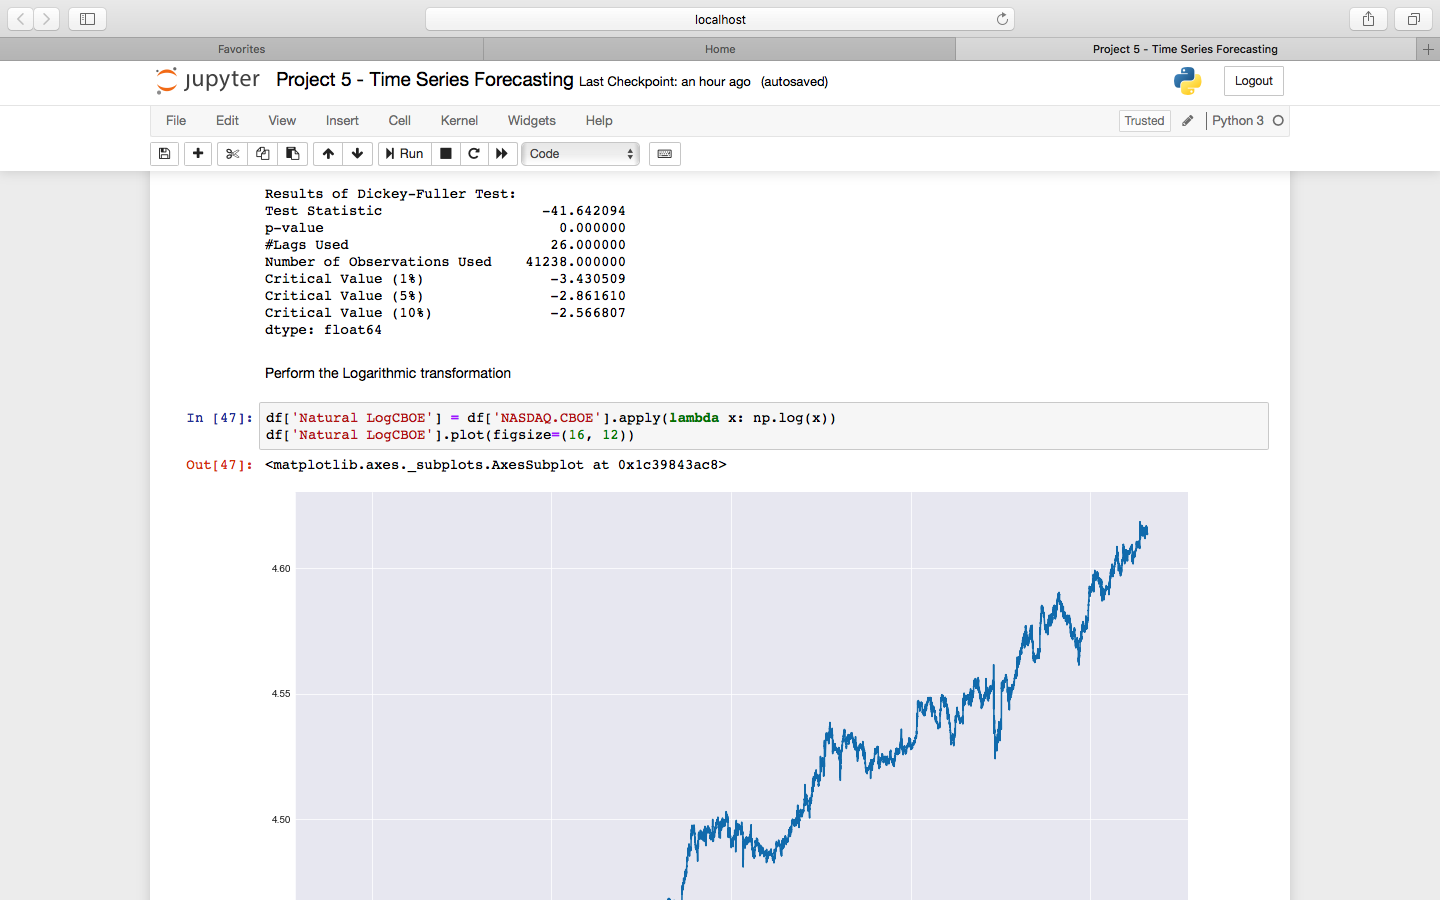 localhost
Favorites
Home
Project 5 - Time Series Forecasting
jupyter Project 5 - Time Series Forecasting Last Checkpoint: an hour ago (autosaved)
Logout
File Edit View Insert Cell Kernel Widgets Help
Trusted
Python 3
Run
Code
Results of Dickey-Fuller Test:
Test Statistic -41.642094
p-value 0.000000
#Lags Used 26.000000
Number of Observations Used 41238.000000
Critical Value (1%) -3.430509
Critical Value (5%) -2.861610
Critical Value (10%) -2.566807
dtype: float64
Perform the Logarithmic transformation
In [47]: df['Natural LogCBOE'] = df['NASDAQ.CBOE'].apply(lambda x: np.log(x))
df['Natural LogCBOE'].plot(figsize=(16, 12))
Out[47]: <matplotlib.axes._subplots.AxesSubplot at 0x1c39843ac8>
4.60
4.55
4.50